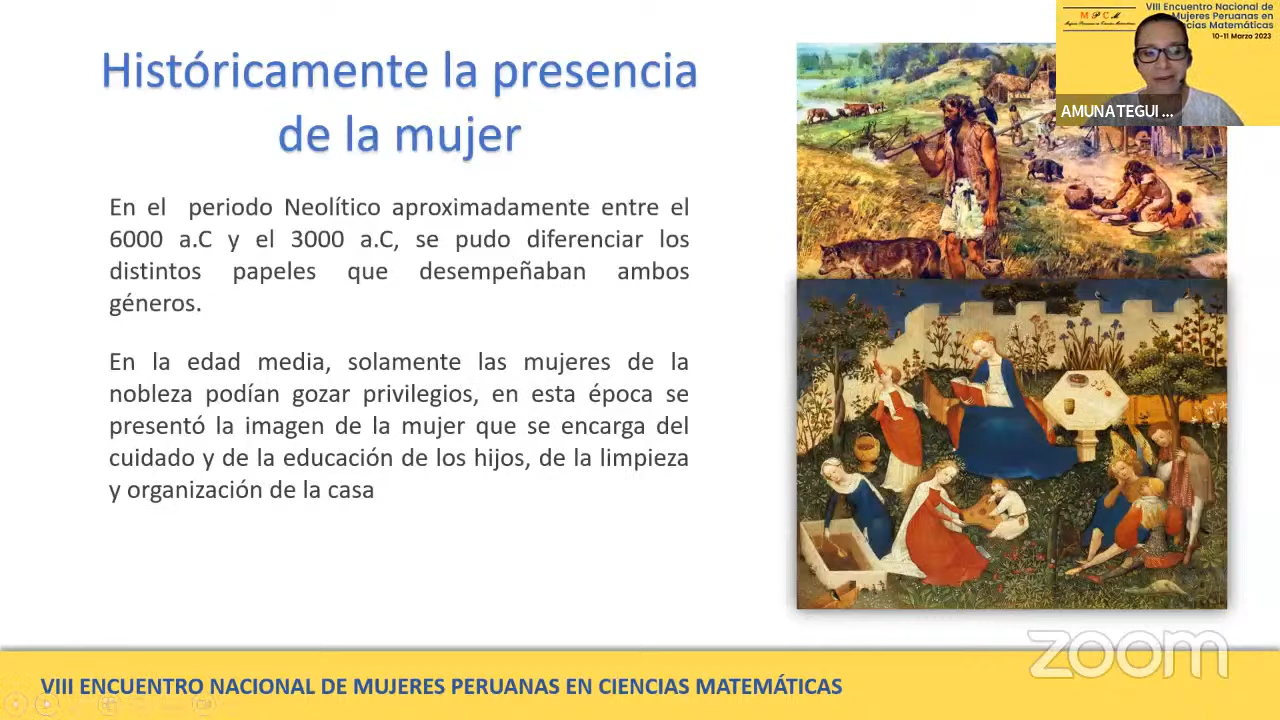 Históricamente la presencia
de la mujer
En el periodo Neolítico aproximadamente entre el
6000 a.C y el 3000 a.C, se pudo diferenciar los
distintos papeles que desempeñaban ambos
géneros.
En la edad media, solamente las mujeres de la
nobleza podían gozar privilegios, en esta época se
presentó la imagen de la mujer que se encarga del
cuidado y de la educación de los hijos, de la limpieza
y organización de la casa
VIII Encuentro Nacional de
Mujeres Peruanas en
Ciencias Matemáticas
10-11 Marzo 2023
M P C M
AMUNATEGUI ...
zoom
VIII ENCUENTRO NACIONAL DE MUJERES PERUANAS EN CIENCIAS MATEMÁTICAS